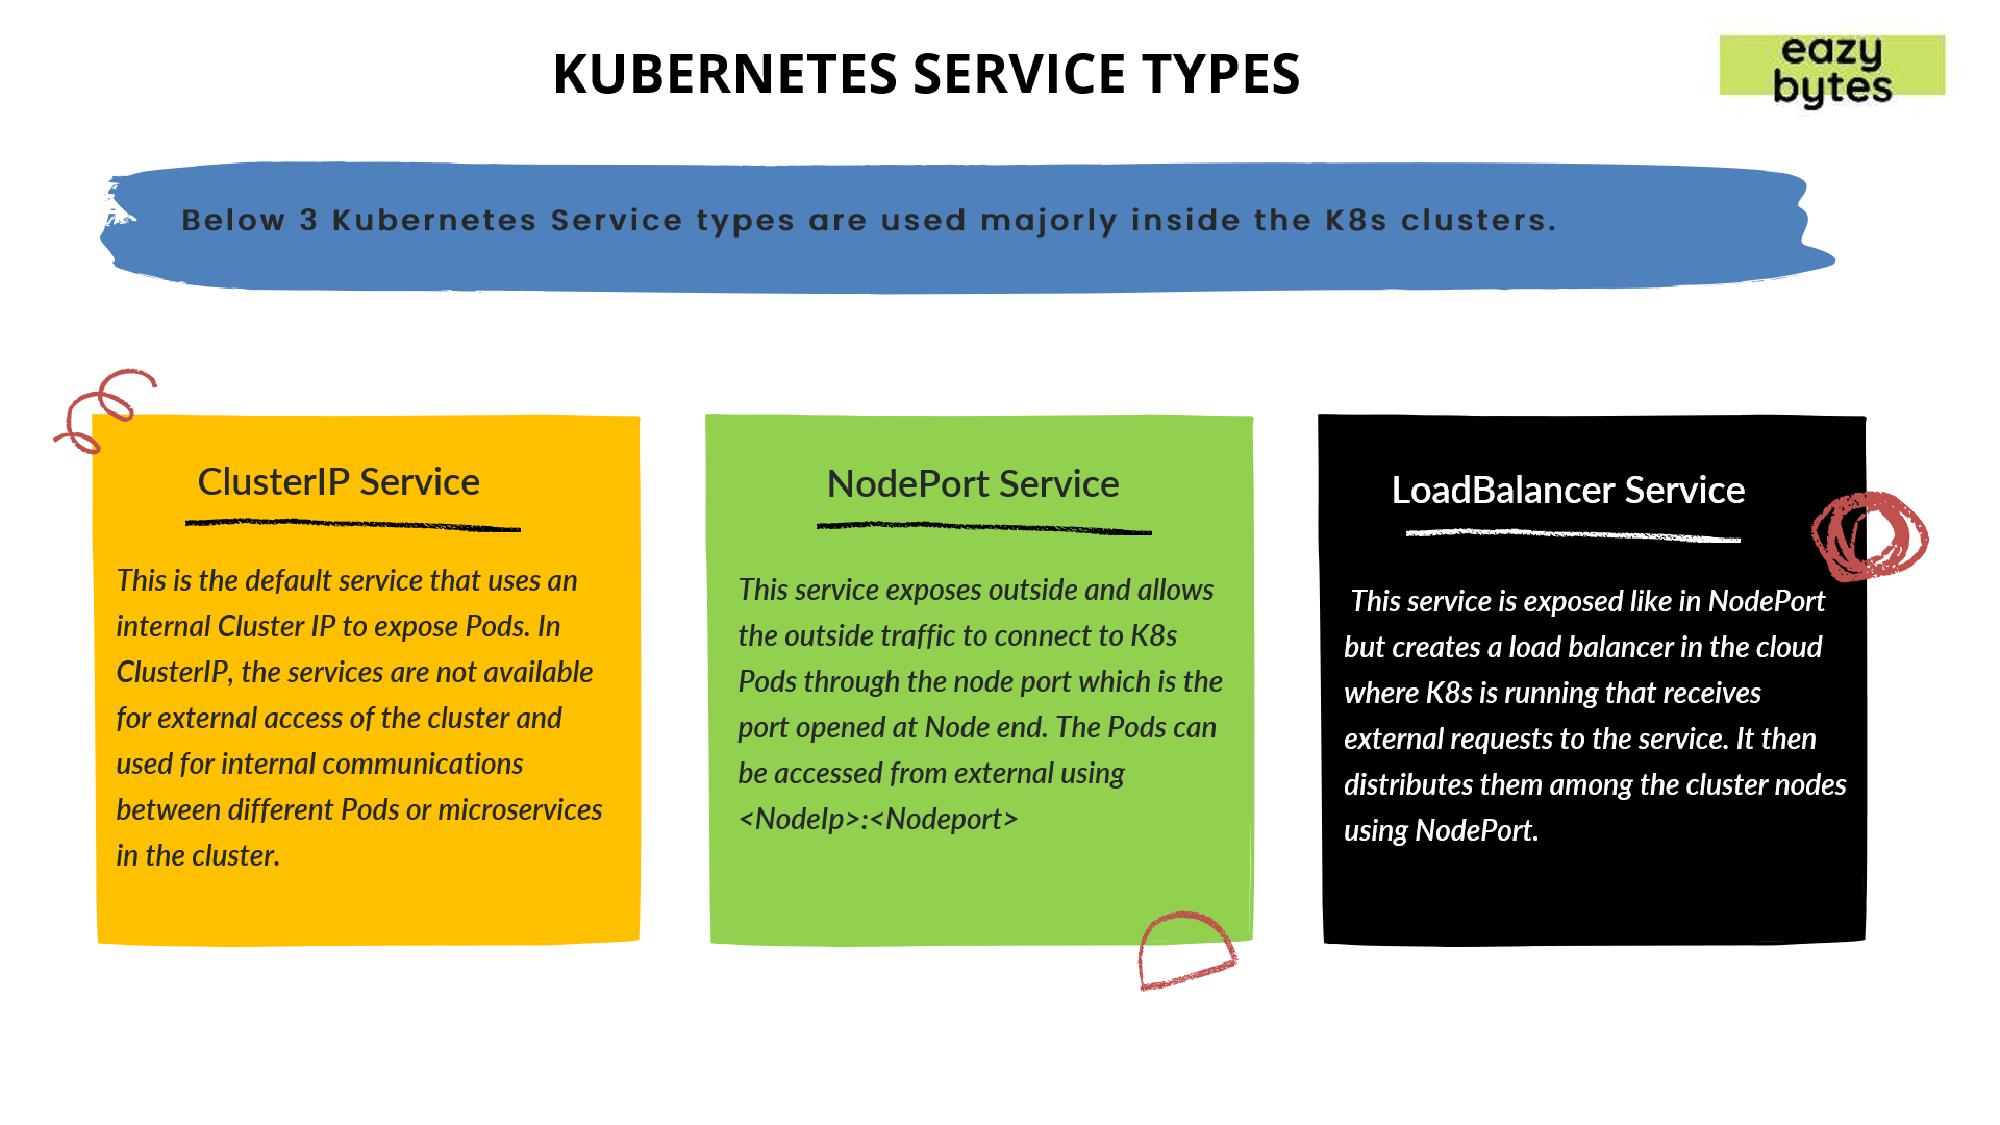 KUBERNETES SERVICE TYPES
eazy
bytes
Below 3 Kubernetes Service types are used majorly inside the K8s clusters.
ClusterIP Service
This is the default service that uses an
internal Cluster IP to expose Pods. In
ClusterIP, the services are not available
for external access of the cluster and
used for internal communications
between different Pods or microservices
in the cluster.
NodePort Service
This service exposes outside and allows
the outside traffic to connect to K8s
Pods through the node port which is the
port opened at Node end. The Pods can
be accessed from external using
<NodeIp>:<Nodeport>
LoadBalancer Service
This service is exposed like in NodePort
but creates a load balancer in the cloud
where K8s is running that receives
external requests to the service. It then
distributes them among the cluster nodes
using NodePort.